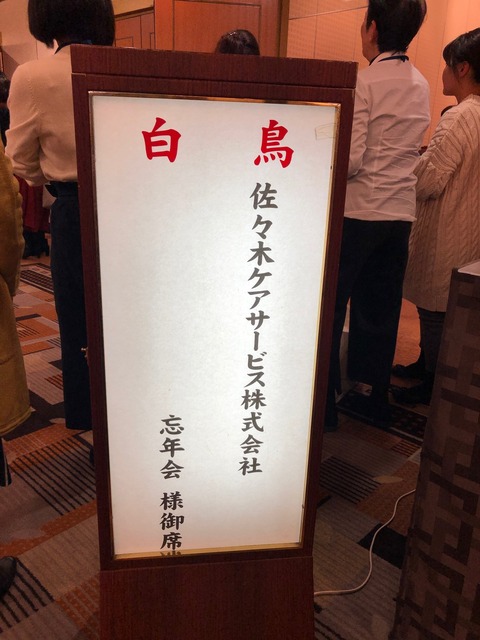 白鳥
佐々木ケアサービス株式会社
忘年会 様御席